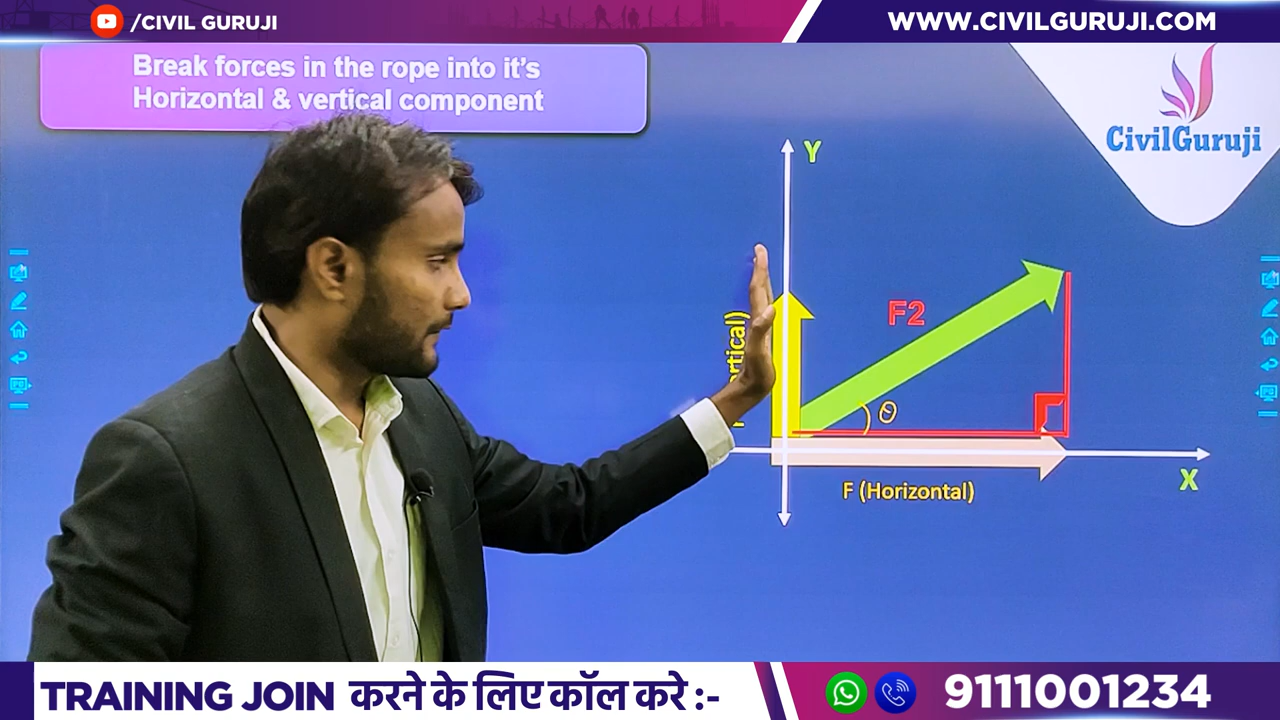 /CIVIL GURUJI
WWW.CIVILGURUJI.COM
Break forces in the rope into it's
Horizontal & vertical component
CivilGuruji
Y
F2
θ
F (Horizontal)
X
TRAINING JOIN करने के लिए कॉल करे :-
9111001234